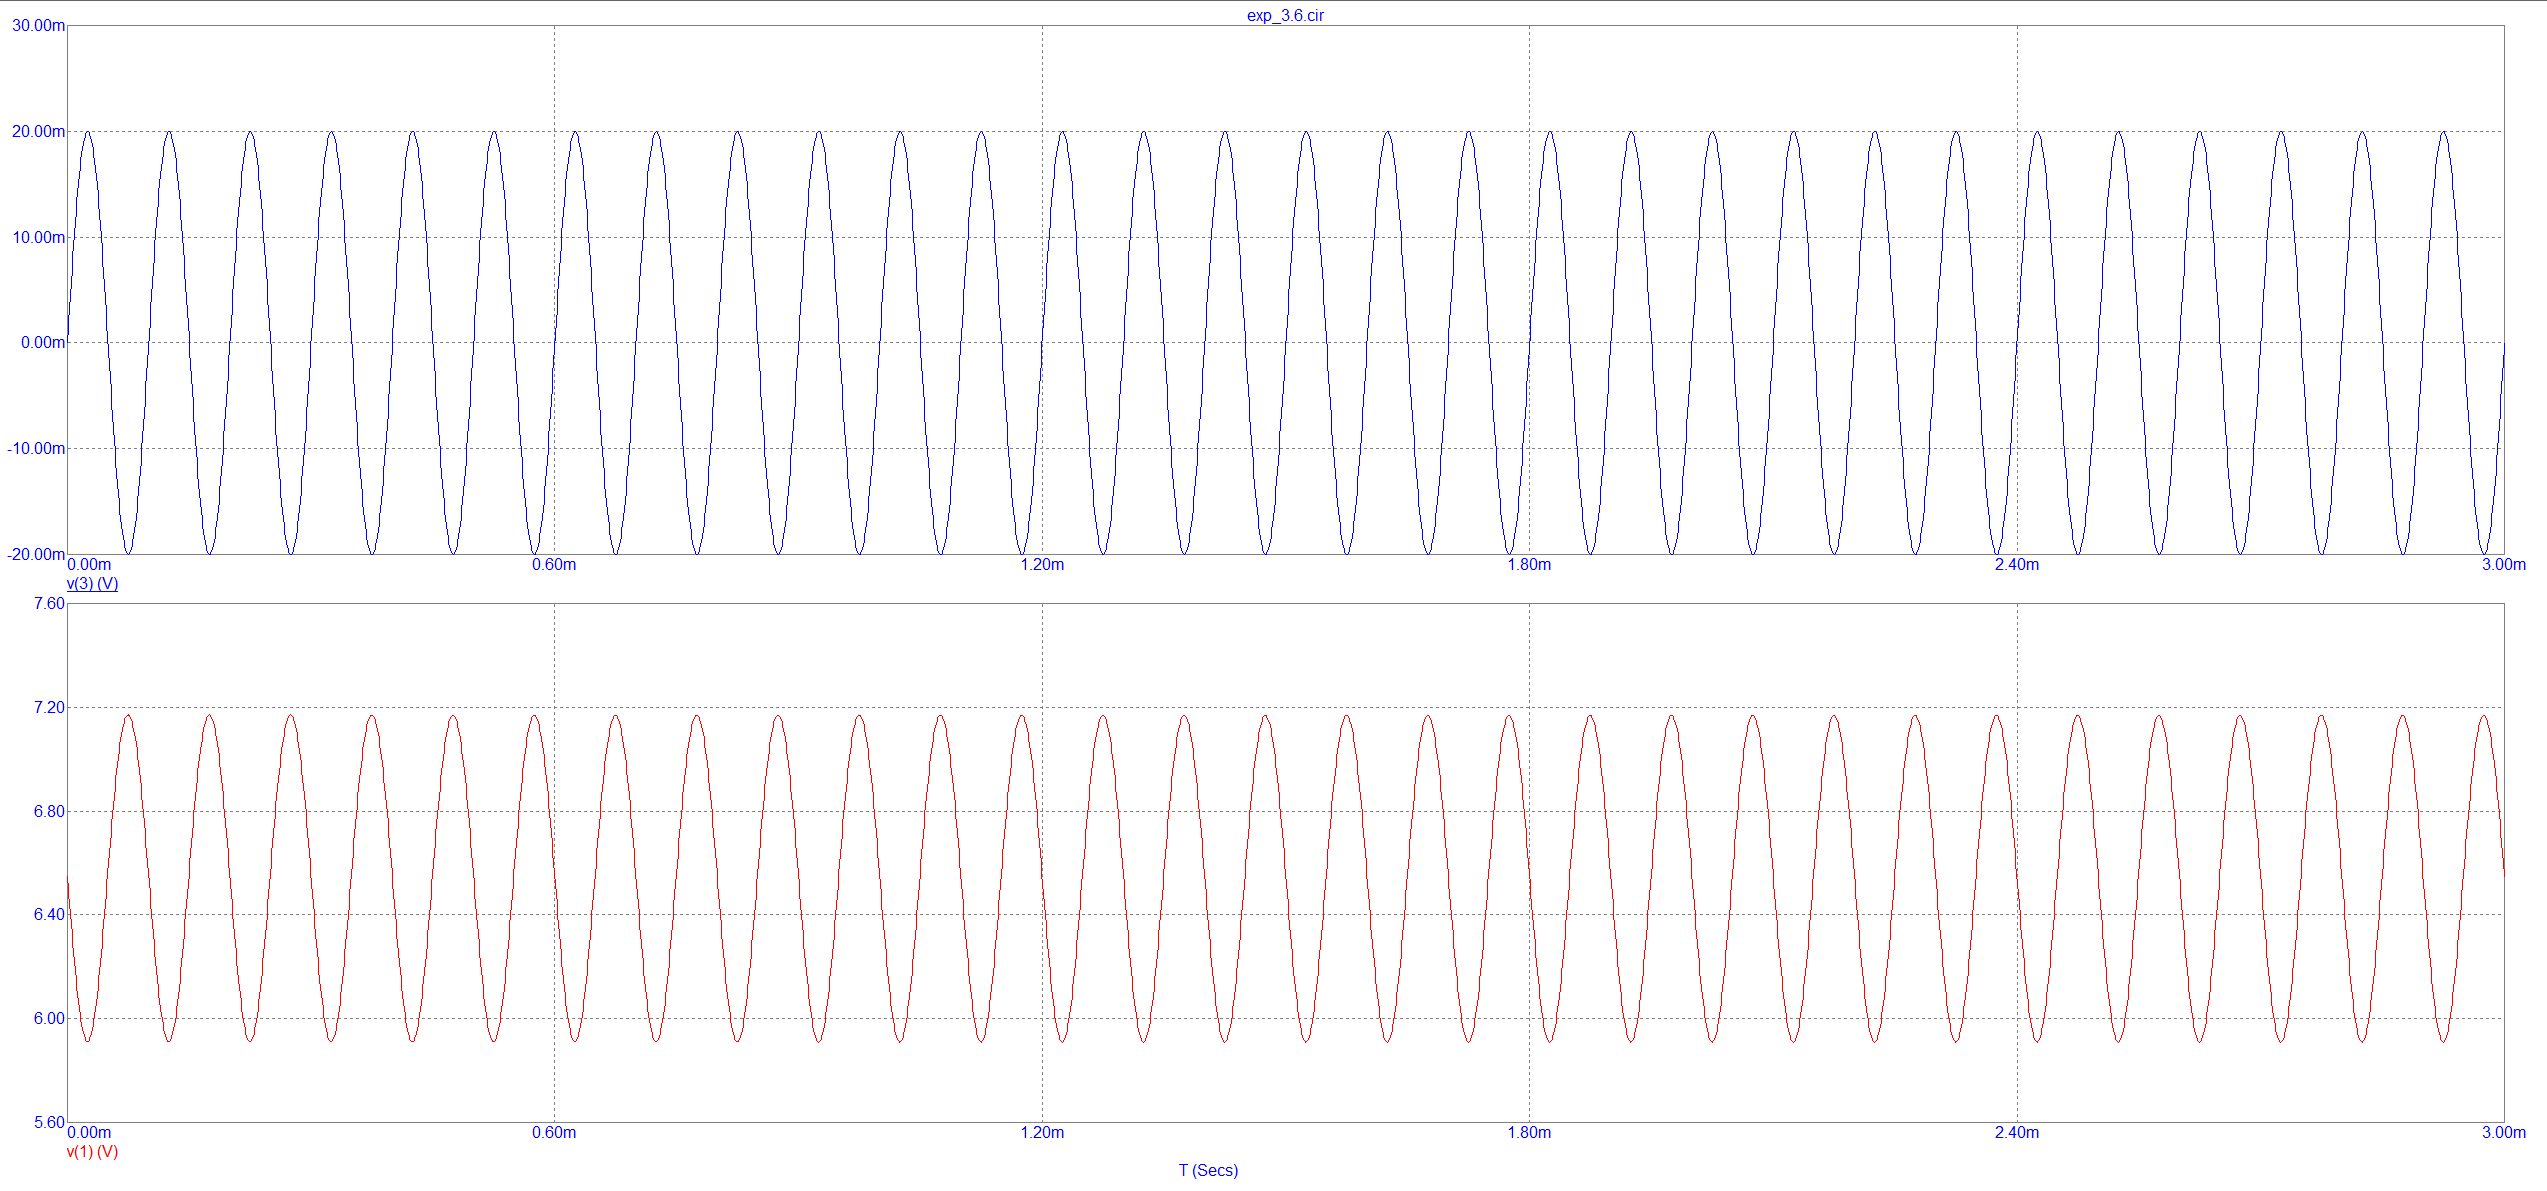 exp_3.6.cir
30.00m
20.00m
10.00m
0.00m
-10.00m
-20.00m
0.00m 0.60m 1.20m 1.80m 2.40m 3.00m
v(3) (V)
7.60
7.20
6.80
6.40
6.00
5.60
0.00m 0.60m 1.20m 1.80m 2.40m 3.00m
v(1) (V)
T (Secs)